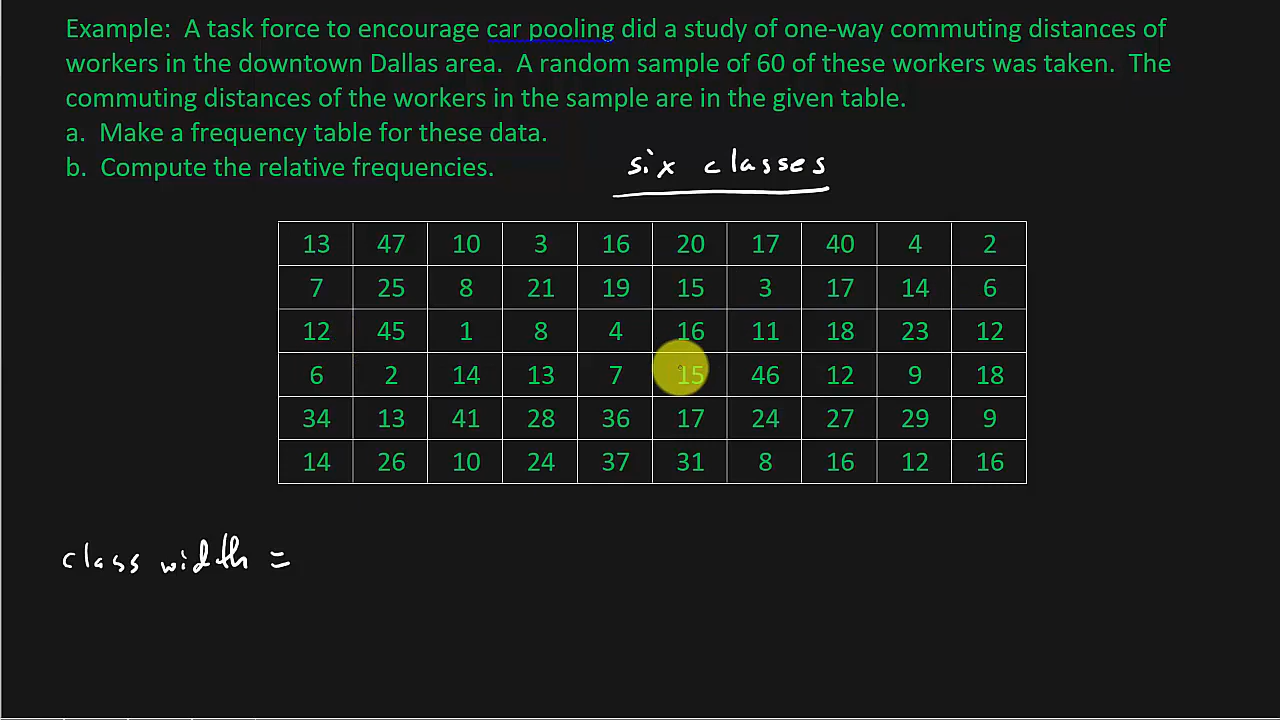 Example: A task force to encourage car pooling did a study of one-way commuting distances of
workers in the downtown Dallas area. A random sample of 60 of these workers was taken. The
commuting distances of the workers in the sample are in the given table.
a. Make a frequency table for these data.
b. Compute the relative frequencies.
six classes
13 47 10 3 16 20 17 40 4 2
7 25 8 21 19 15 3 17 14 6
12 45 1 8 4 16 11 18 23 12
6 2 14 13 7 15 46 12 9 18
34 13 41 28 36 17 24 27 29 9
14 26 10 24 37 31 8 16 12 16
class width =